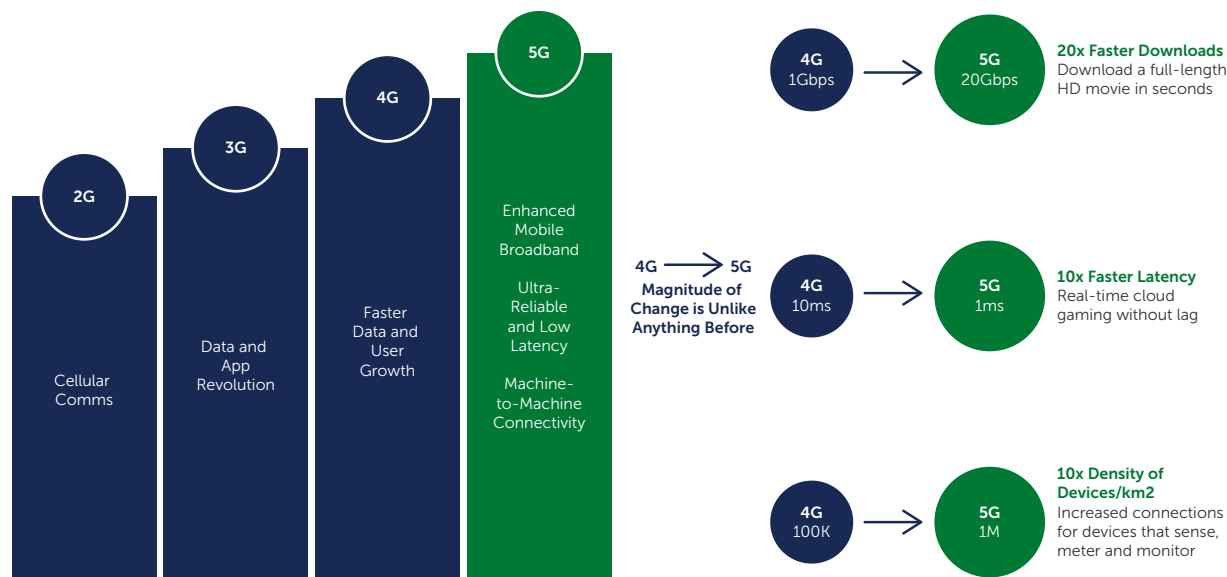 2G
Cellular
Comms
3G
Data and
App
Revolution
4G
Faster
Data and
User
Growth
5G
Enhanced
Mobile
Broadband
Ultra-
Reliable
and Low
Latency
Machine-
to-Machine
Connectivity
4G 5G
Magnitude of
Change is Unlike
Anything Before
4G
1Gbps
5G
20Gbps
20x Faster Downloads
Download a full-length
HD movie in seconds
4G
10ms
5G
1ms
10x Faster Latency
Real-time cloud
gaming without lag
4G
100K
5G
1M
10x Density of
Devices/km2
Increased connections
for devices that sense,
meter and monitor